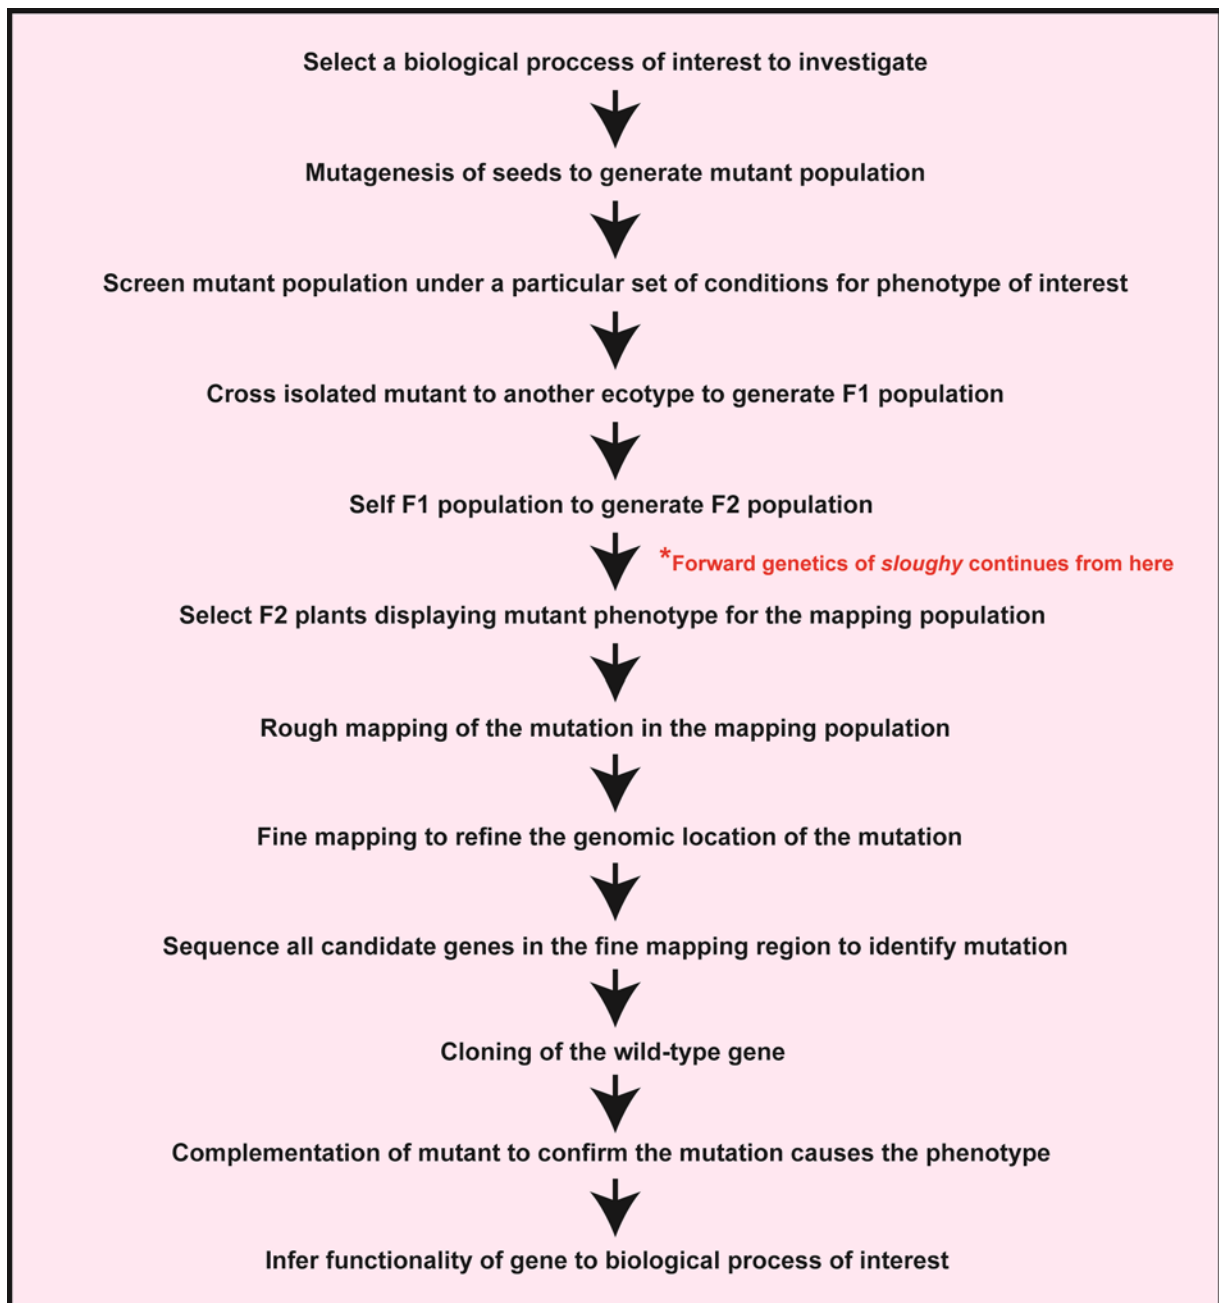 Select a biological proccess of interest to investigate
Mutagenesis of seeds to generate mutant population
Screen mutant population under a particular set of conditions for phenotype of interest
Cross isolated mutant to another ecotype to generate F1 population
Self F1 population to generate F2 population
*Forward genetics of sloughy continues from here
Select F2 plants displaying mutant phenotype for the mapping population
Rough mapping of the mutation in the mapping population
Fine mapping to refine the genomic location of the mutation
Sequence all candidate genes in the fine mapping region to identify mutation
Cloning of the wild-type gene
Complementation of mutant to confirm the mutation causes the phenotype
Infer functionality of gene to biological process of interest